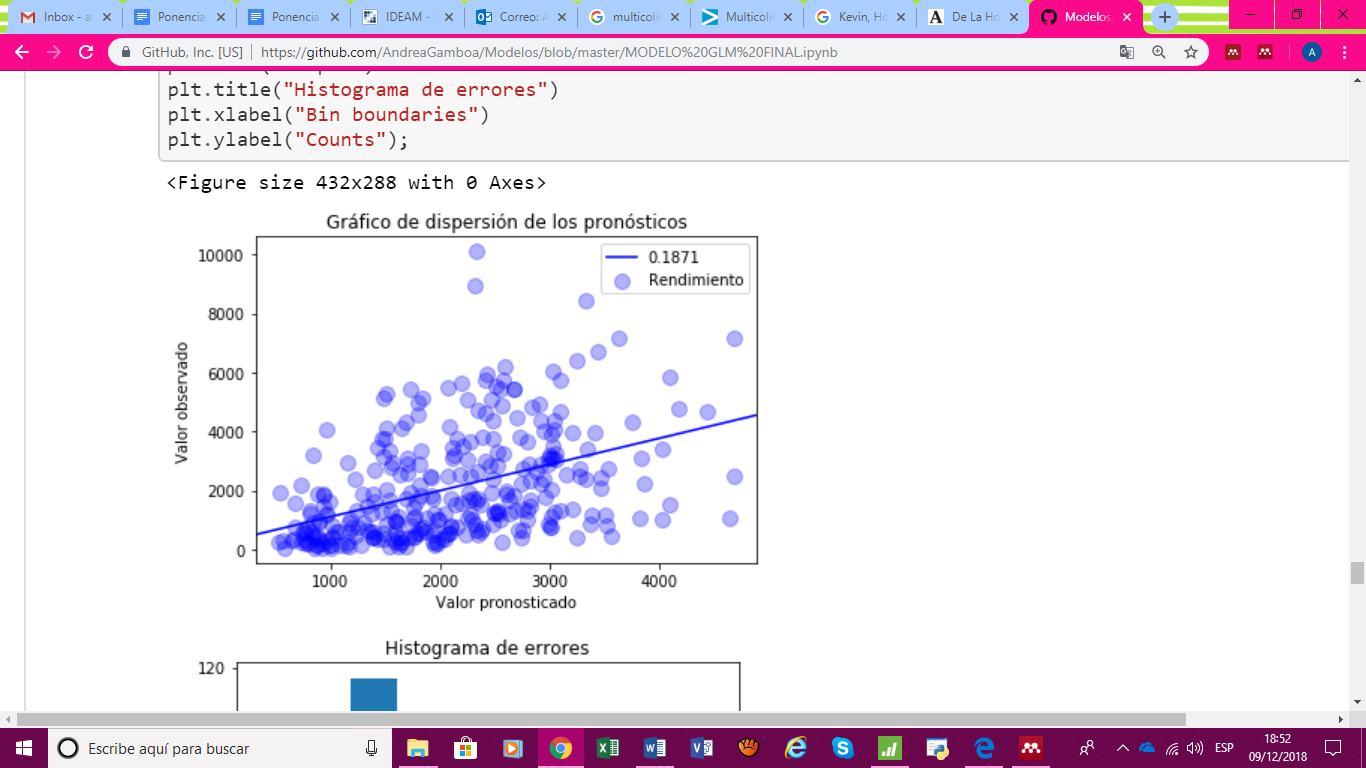 Inbox - a
Ponencia
Ponencia
IDEAM -
Correo: A
multicolin
Multicolin
Kevin, Ho
De La Ho
Modelos
GitHub, Inc. [US] | https://github.com/AndreaGamboa/Modelos/blob/master/MODELO%20GLM%20FINAL.ipynb
A
plt.title("Histograma de errores")
plt.xlabel("Bin boundaries")
plt.ylabel("Counts");
<Figure size 432x288 with 0 Axes>
Gráfico de dispersión de los pronósticos
0.1871
Rendimiento
Valor observado
10000
8000
6000
4000
2000
0
1000 2000 3000 4000
Valor pronosticado
Histograma de errores
120
Escribe aquí para buscar
ESP
18:52
09/12/2018